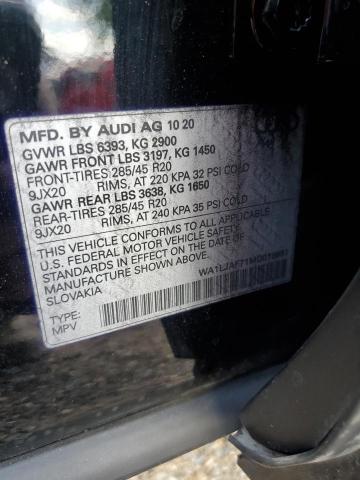 MFD. BY AUDI AG 10 20
GVWR LBS 6393, KG 2900
GAWR FRONT LBS 3197, KG 1450
FRONT-TIRES 285/45 R20
9JX20 RIMS, AT 220 KPA 32 PSI COLD
GAWR REAR LBS 3638, KG 1650
REAR-TIRES 285/45 R20
9JX20 RIMS, AT 240 KPA 35 PSI COLD
THIS VEHICLE CONFORMS TO ALL APPLICABLE
U.S. FEDERAL MOTOR VEHICLE SAFETY
STANDARDS IN EFFECT ON THE DATE OF
MANUFACTURE SHOWN ABOVE.
SLOVAKIA
TYPE:
MPV